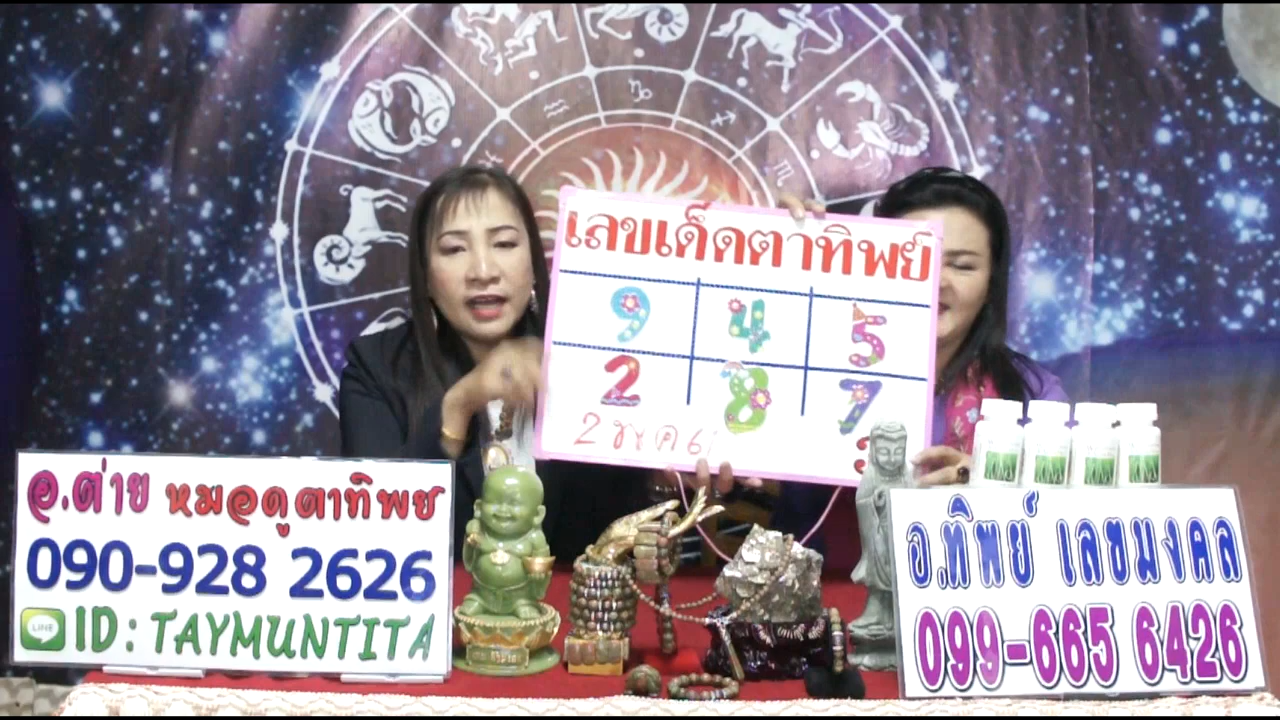 เลขเด็ดตาทิพย์
9 4 5
2 8 7
2 พ.ค 61
อ.ต่าย หมอดูตาทิพย์
090-928 2626
LINE ID : TAYMUNTITA
อ.ทิพย์ เลขมงคล
099-665 6426